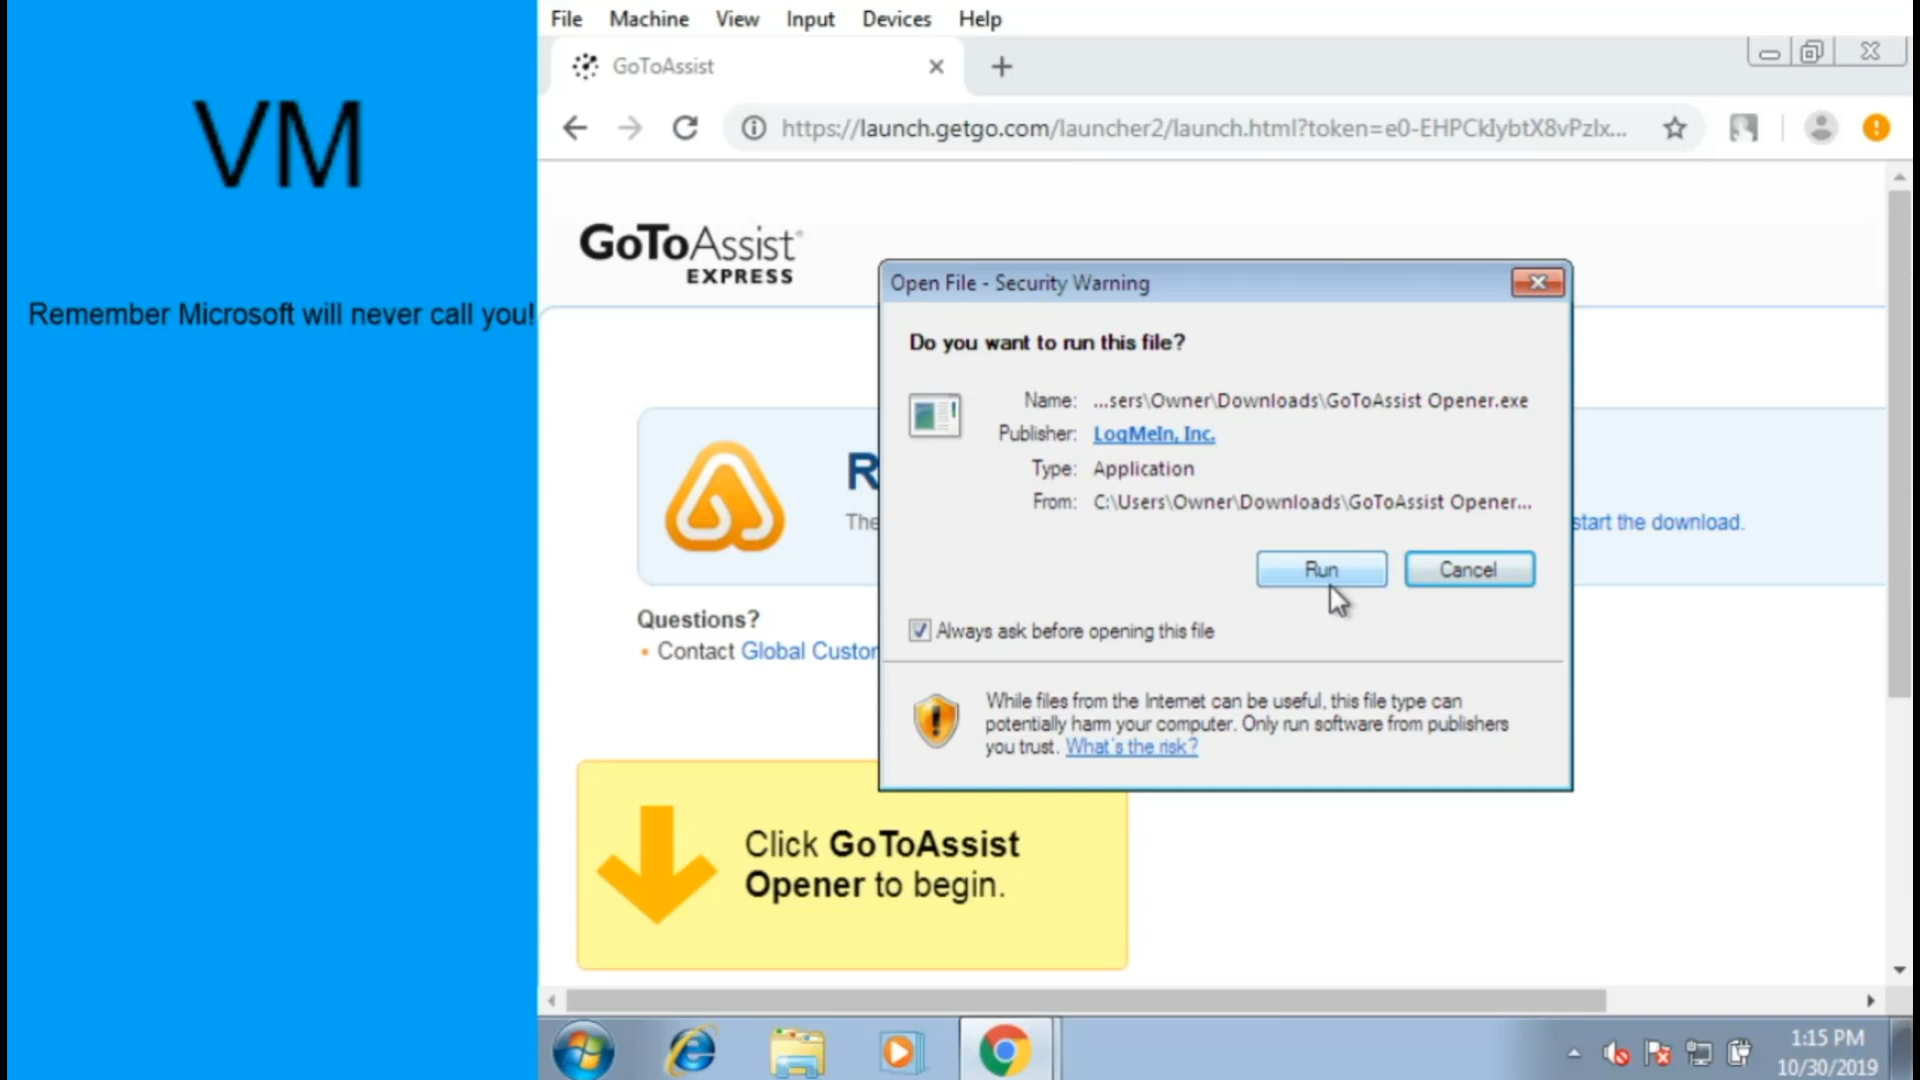 VM
Remember Microsoft will never call you!
File Machine View Input Devices Help
GoToAssist
https://launch.getgo.com/launcher2/launch.html?token=e0-EHPCkIybtX8vPzlx...
GoToAssist
EXPRESS
Open File - Security Warning
Do you want to run this file?
Name: ...sers\Owner\Downloads\GoToAssist Opener.exe
Publisher: LogMeIn, Inc.
Type: Application
From: C:\Users\Owner\Downloads\GoToAssist Opener...
Run Cancel
Always ask before opening this file
While files from the Internet can be useful, this file type can
potentially harm your computer. Only run software from publishers
you trust. What's the risk?
R
The
start the download.
Questions?
• Contact Global Custom
Click GoToAssist
Opener to begin.
1:15 PM
10/30/2019